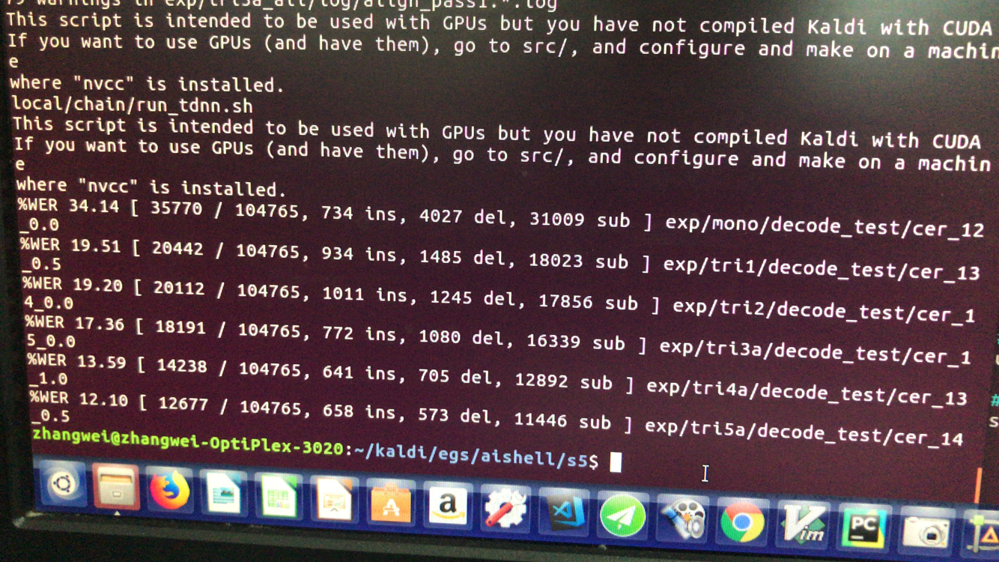 warnings in exp/tri3a_ali/log/align_pass1.*.log
This script is intended to be used with GPUs but you have not compiled Kaldi with CUDA
If you want to use GPUs (and have them), go to src/, and configure and make on a machin
e
where "nvcc" is installed.
local/chain/run_tdnn.sh
This script is intended to be used with GPUs but you have not compiled Kaldi with CUDA
If you want to use GPUs (and have them), go to src/, and configure and make on a machin
e
where "nvcc" is installed.
%WER 34.14 [ 35770 / 104765, 734 ins, 4027 del, 31009 sub ] exp/mono/decode_test/cer_12
_0.0
%WER 19.51 [ 20442 / 104765, 934 ins, 1485 del, 18023 sub ] exp/tri1/decode_test/cer_13
_0.5
%WER 19.20 [ 20112 / 104765, 1011 ins, 1245 del, 17856 sub ] exp/tri2/decode_test/cer_1
4_0.0
%WER 17.36 [ 18191 / 104765, 772 ins, 1080 del, 16339 sub ] exp/tri3a/decode_test/cer_1
5_0.0
%WER 13.59 [ 14238 / 104765, 641 ins, 705 del, 12892 sub ] exp/tri4a/decode_test/cer_13
_1.0
%WER 12.10 [ 12677 / 104765, 658 ins, 573 del, 11446 sub ] exp/tri5a/decode_test/cer_14
_0.5
zhangwei@zhangwei-OptiPlex-3020:~/kaldi/egs/aishell/s5$
#
s
A
a
Vim
PC